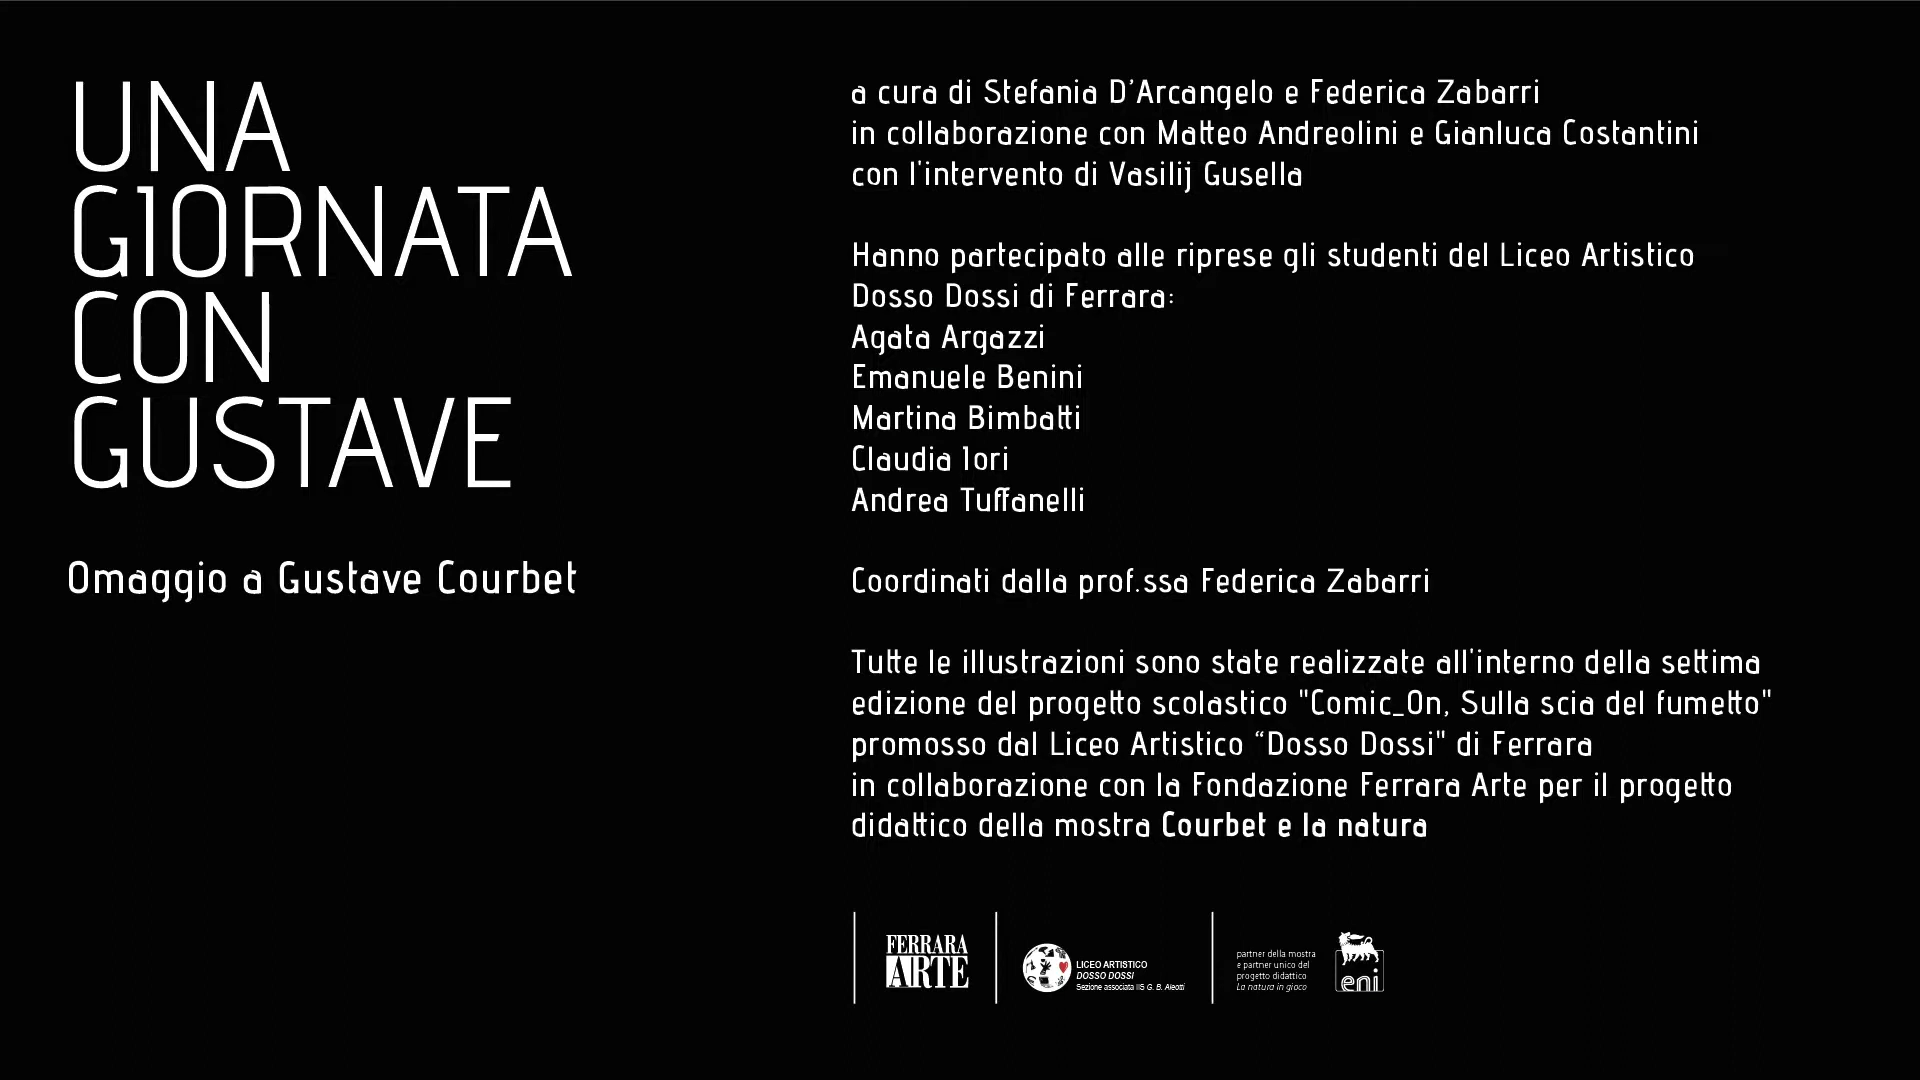 UNA
GIORNATA
CON
GUSTAVE
Omaggio a Gustave Courbet
a cura di Stefania D’Arcangelo e Federica Zabarri
in collaborazione con Matteo Andreolini e Gianluca Costantini
con l'intervento di Vasilij Gusella
Hanno partecipato alle riprese gli studenti del Liceo Artistico
Dosso Dossi di Ferrara:
Agata Argazzi
Emanuele Benini
Martina Bimbatti
Claudia Iori
Andrea Tuffanelli
Coordinati dalla prof.ssa Federica Zabarri
Tutte le illustrazioni sono state realizzate all'interno della settima
edizione del progetto scolastico "Comic_On, Sulla scia del fumetto"
promosso dal Liceo Artistico “Dosso Dossi" di Ferrara
in collaborazione con la Fondazione Ferrara Arte per il progetto
didattico della mostra Courbet e la natura
FERRARA
ARTE
LICEO ARTISTICO
DOSSO DOSSI
Sezione associata IIS G. B. Aleotti
partner della mostra
e partner unico del
progetto didattico
La natura in gioco
eni